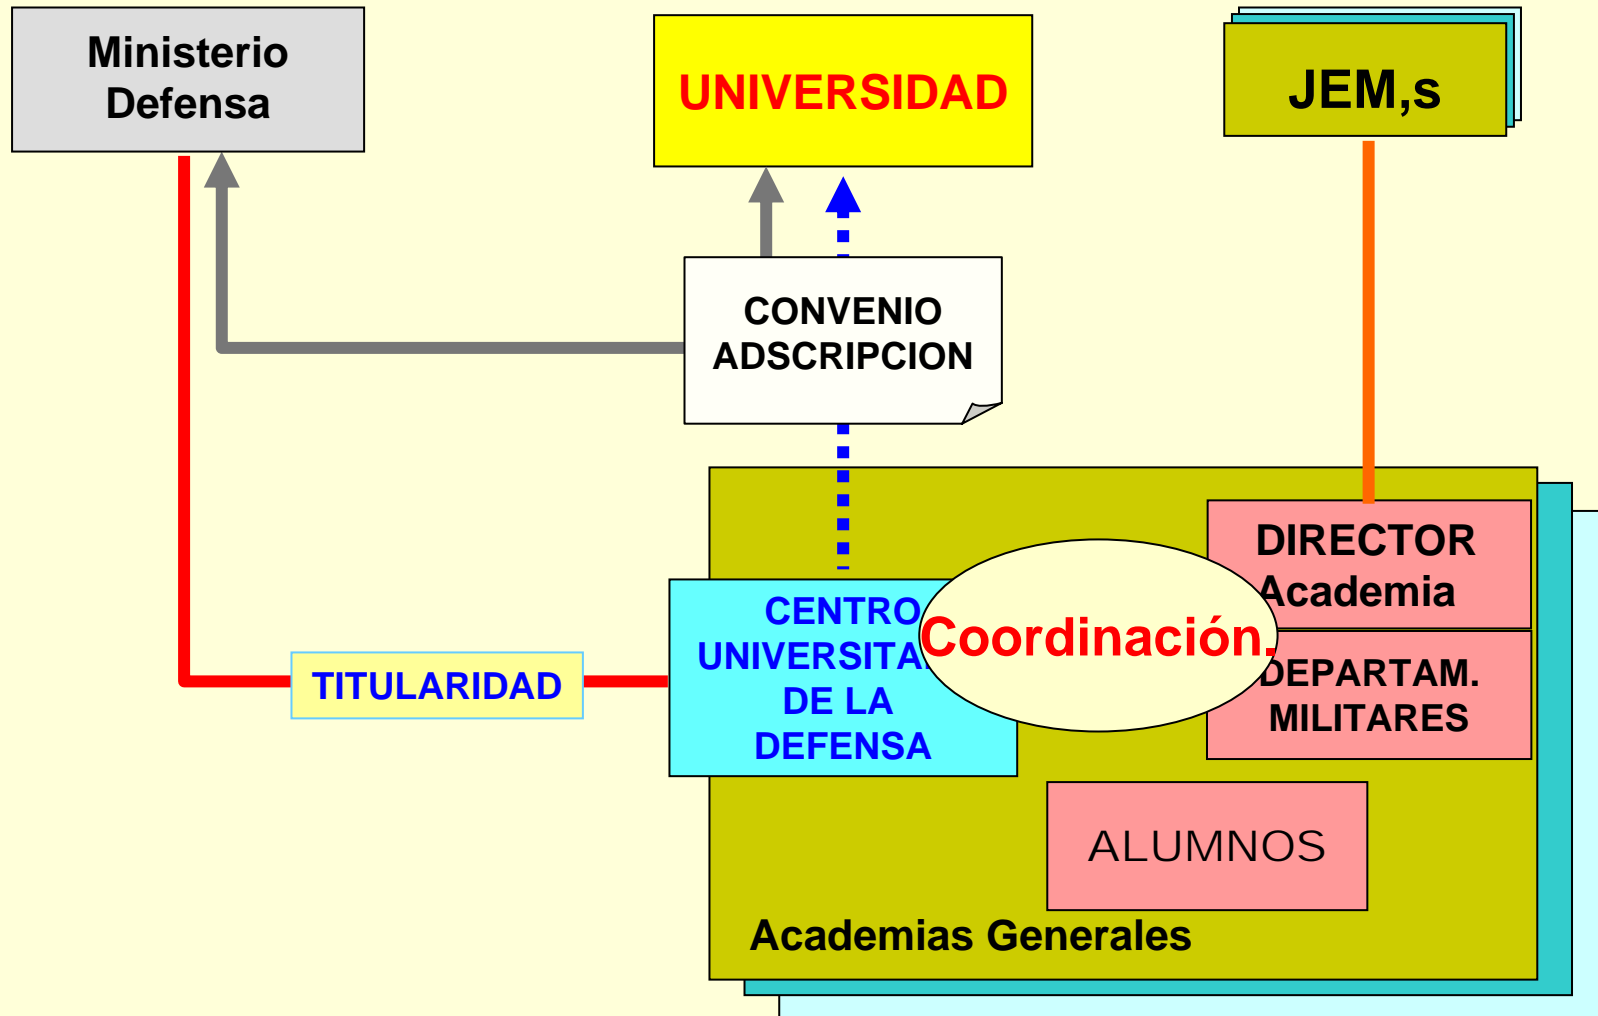 Ministerio
Defensa
UNIVERSIDAD
JEM,s
CONVENIO
ADSCRIPCION
DIRECTOR
Academia
CENTRO
UNIVERSITA
DE LA
DEFENSA
Coordinación.
TITULARIDAD
DEPARTAM.
MILITARES
ALUMNOS
Academias Generales